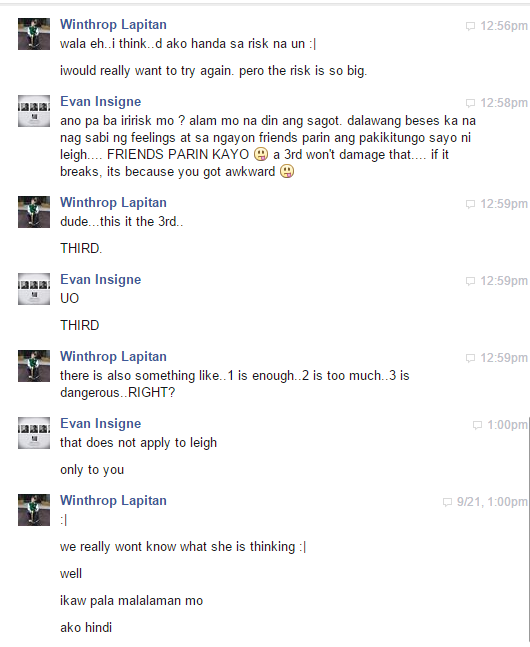 Winthrop Lapitan 12:56pm
wala eh..i think..d ako handa sa risk na un :|
iwould really want to try again. pero the risk is so big.
Evan Insigne 12:58pm
ano pa ba iririsk mo ? alam mo na din ang sagot. dalawang beses ka na
nag sabi ng feelings at sa ngayon friends parin ang pakikitungo sayo ni
leigh.... FRIENDS PARIN KAYO 😛 a 3rd won't damage that.... if it
breaks, its because you got awkward 😛
Winthrop Lapitan 12:59pm
dude...this it the 3rd..
THIRD.
Evan Insigne 12:59pm
UO
THIRD
Winthrop Lapitan 12:59pm
there is also something like..1 is enough..2 is too much..3 is
dangerous..RIGHT?
Evan Insigne 1:00pm
that does not apply to leigh
only to you
Winthrop Lapitan 9/21, 1:00pm
:|
we really wont know what she is thinking :|
well
ikaw pala malalaman mo
ako hindi